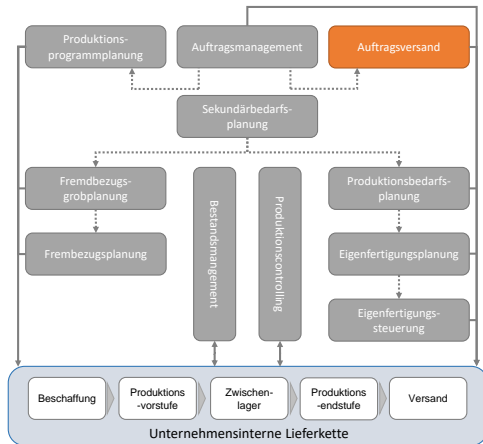 Produktions-
programmplanung
Auftragsmanagement
Auftragsversand
Sekundärbedarfs-
planung
Fremdbezugs-
grobplanung
Bestandsmangement
Produktionscontrolling
Produktionsbedarfs-
planung
Frembezugsplanung
Eigenfertigungsplanung
Eigenfertigungs-
steuerung
Beschaffung
Produktions
-vorstufe
Zwischen-
lager
Produktions
-endstufe
Versand
Unternehmensinterne Lieferkette